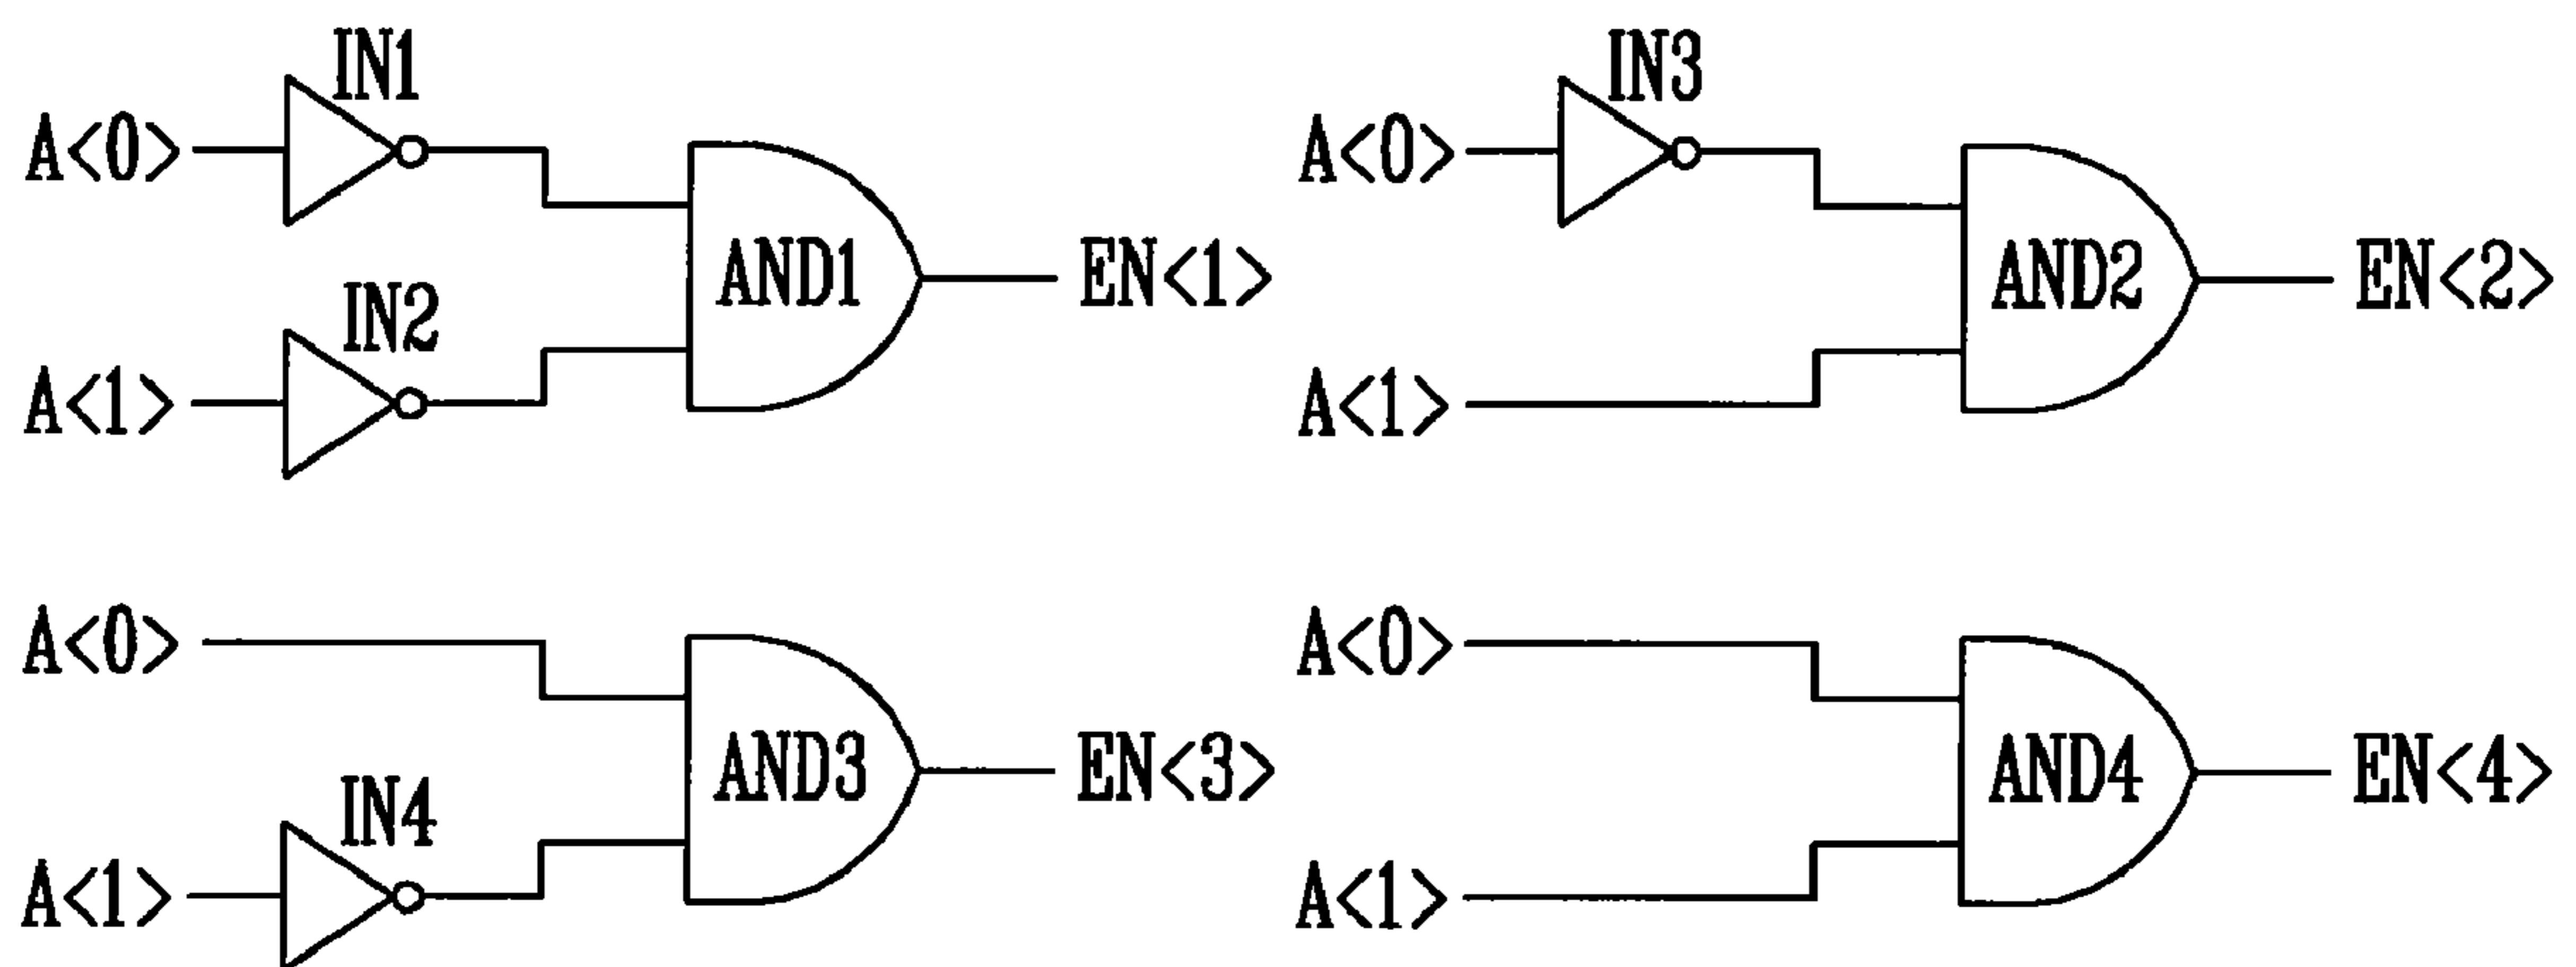 IN1
A<0>
AND1
EN<1>
IN2
A<1>
IN3
A<0>
AND2
EN<2>
A<1>
A<0>
AND3
EN<3>
IN4
A<1>
A<0>
AND4
EN<4>
A<1>